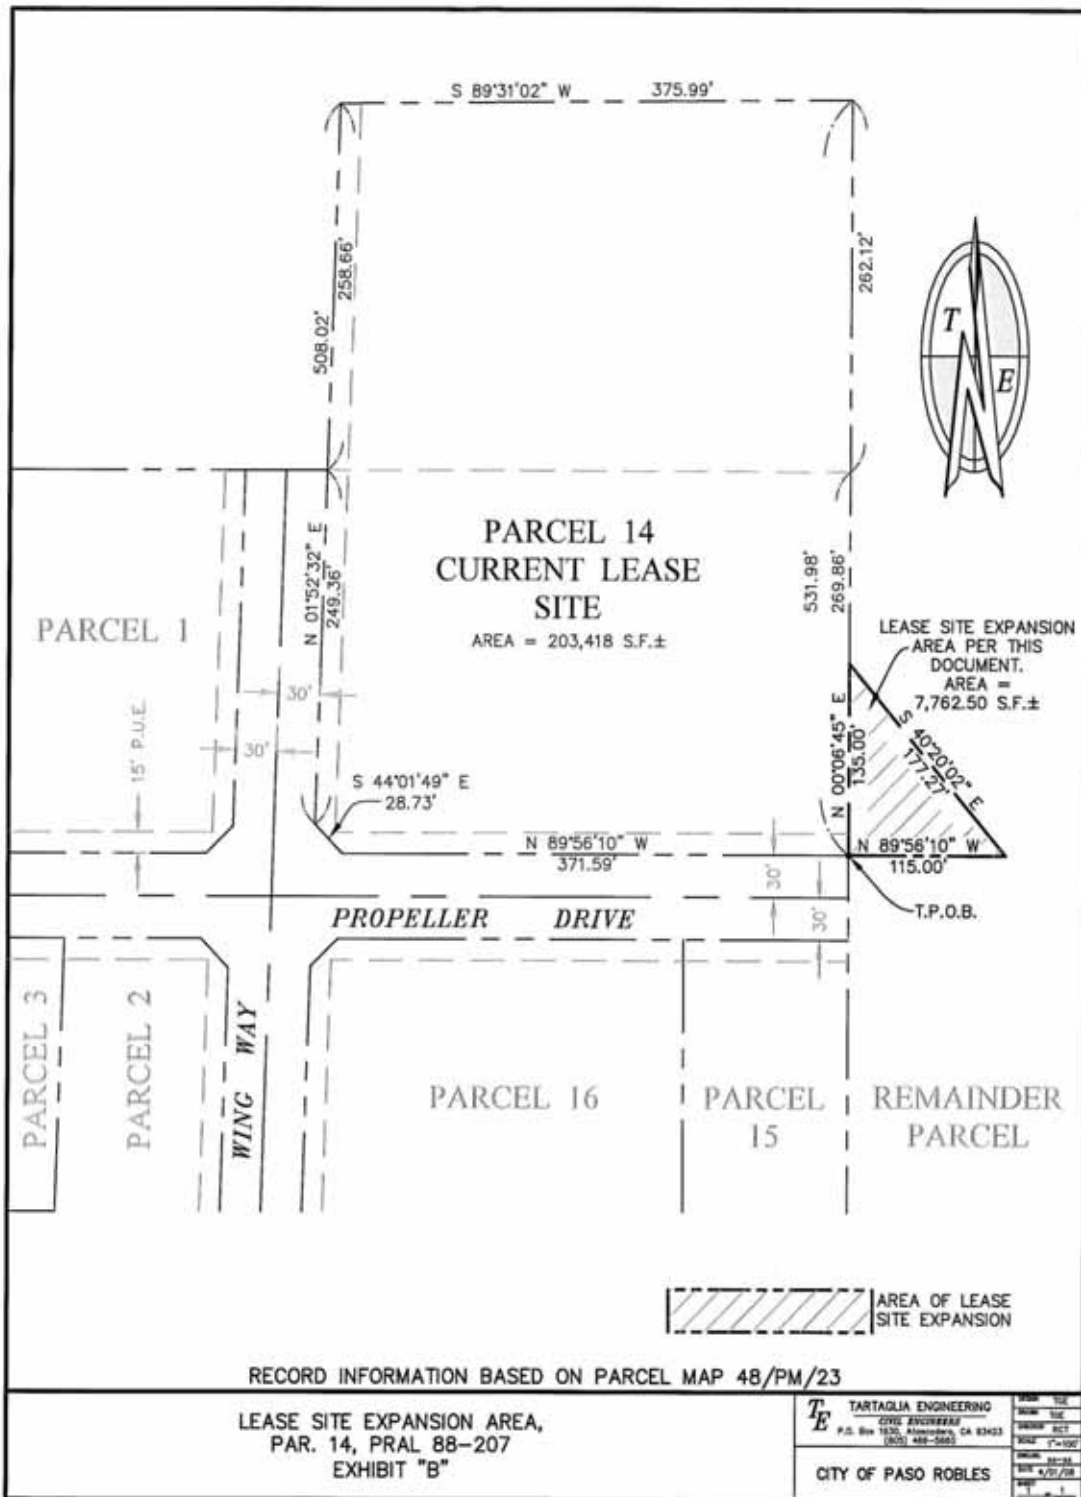 S 89°31'02" W 375.99'
508.02'
258.66'
262.12'
T
E
N 01°52'32" E
249.36'
PARCEL 14
CURRENT LEASE
SITE
AREA = 203,418 S.F.±
531.98'
269.86'
PARCEL 1
LEASE SITE EXPANSION
AREA PER THIS
DOCUMENT.
AREA =
7,762.50 S.F.±
30'
30'
15' P.U.E.
S 44°01'49" E
28.73'
N 00°06'45" E
135.00'
S 40°20'02" E
177.27'
N 89°56'10" W
371.59'
N 89°56'10" W
115.00'
30'
30'
T.P.O.B.
PROPELLER DRIVE
WING WAY
PARCEL 3
PARCEL 2
PARCEL 16
PARCEL
15
REMAINDER
PARCEL
AREA OF LEASE
SITE EXPANSION
RECORD INFORMATION BASED ON PARCEL MAP 48/PM/23
LEASE SITE EXPANSION AREA,
PAR. 14, PRAL 88-207
EXHIBIT "B"
TE
TARTAGLIA ENGINEERING
CIVIL ENGINEERS
P.O. Box 1930, Atascadero, CA 93423
CITY OF PASO ROBLES